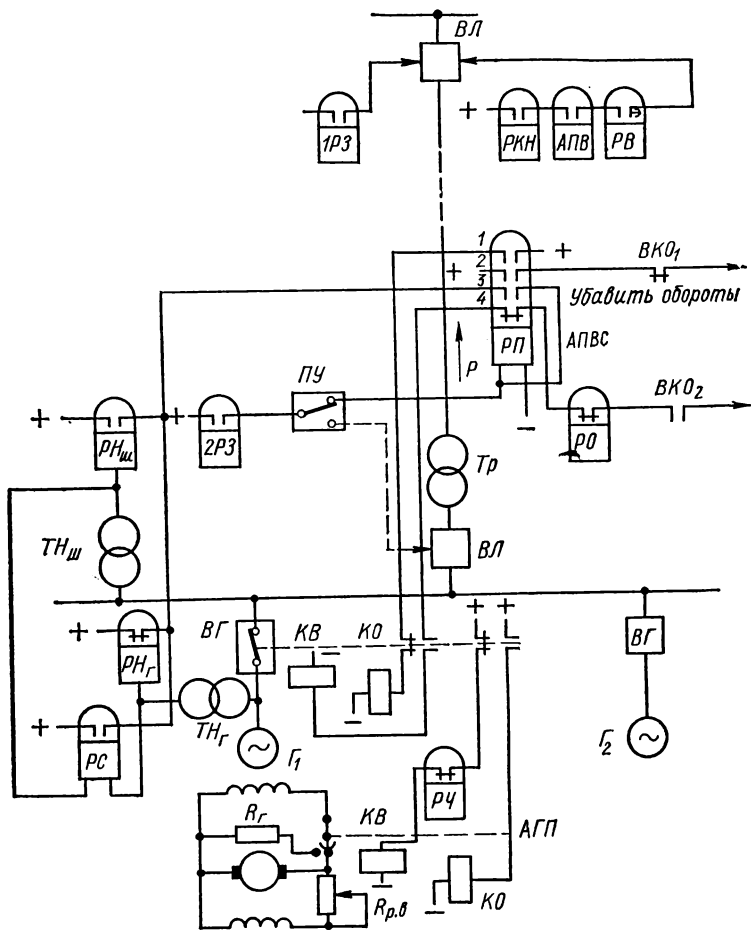 ВЛ
+
1РЗ
РКН
АПВ
РВ
1
+
2
+
ВКО₁
3
Убавить обороты
4
Р
РП
АПВС
ПУ
ВКО₂
+
РНш
+
2РЗ
−
РО
Тр
ТНш
ВЛ
+ +
+
РНг
ВГ
КВ
−
КО
−
ВГ
+
РС
ТНг
~
Г₁
Г₂
~
РЧ
Rг
КВ
−
АГП
−
КО
Rр.в